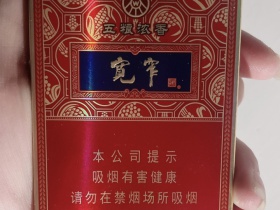 五粮浓香
宽窄
本公司提示
吸烟有害健康
请勿在禁烟场所吸烟